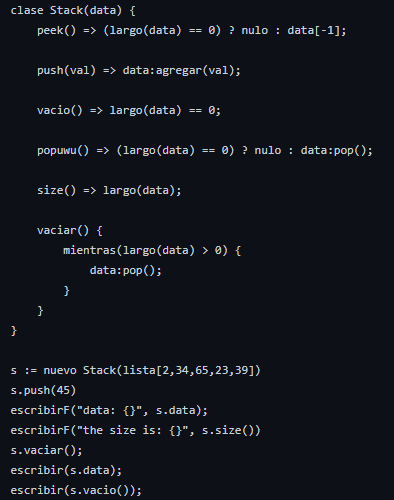 clase Stack(data) {
peek() => (largo(data) == 0) ? nulo : data[-1];
push(val) => data:agregar(val);
vacio() => largo(data) == 0;
popuwu() => (largo(data) == 0) ? nulo : data:pop();
size() => largo(data);
vaciar() {
mientras(largo(data) > 0) {
data:pop();
}
}
}
s := nuevo Stack(lista[2,34,65,23,39])
s.push(45)
escribirF("data: {}", s.data);
escribirF("the size is: {}", s.size())
s.vaciar();
escribir(s.data);
escribir(s.vacio());